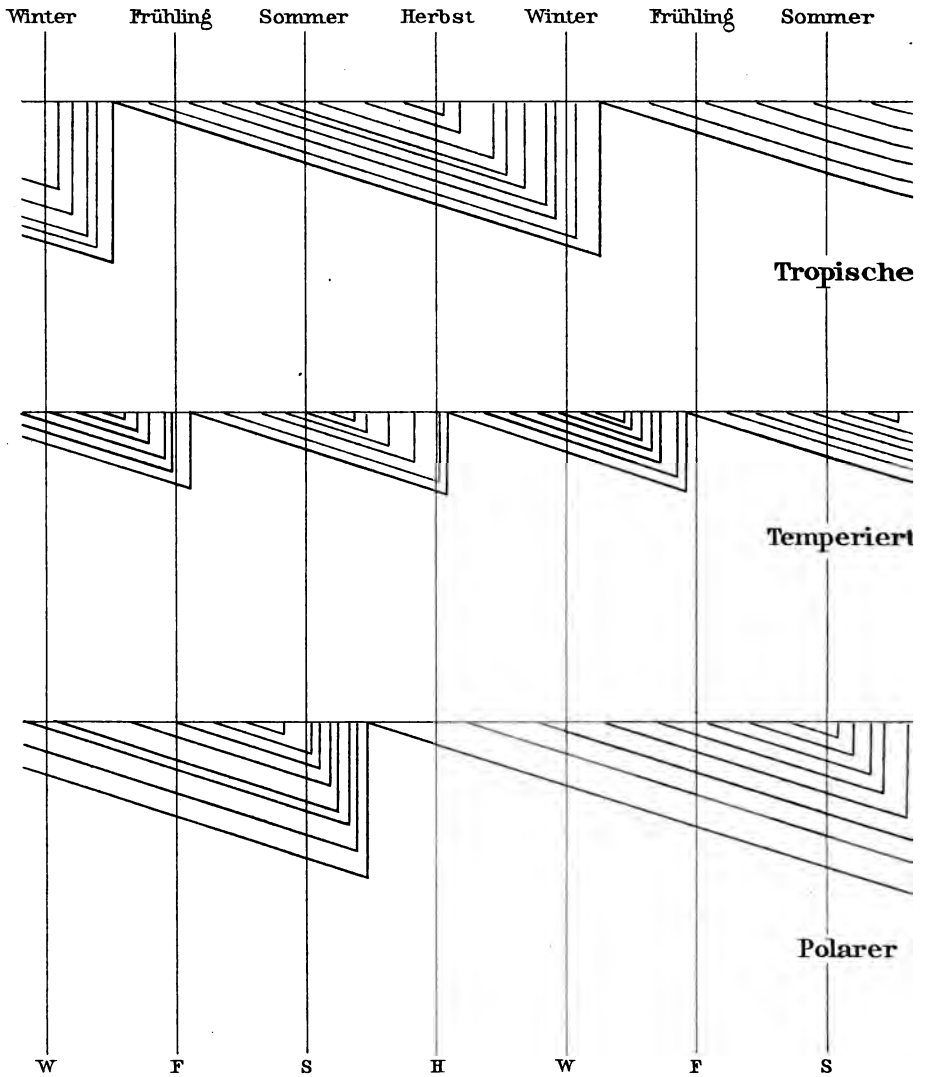 Winter Frühling Sommer Herbst Winter Frühling Sommer
Tropische
Temperiert
Polarer
W F S H W F S